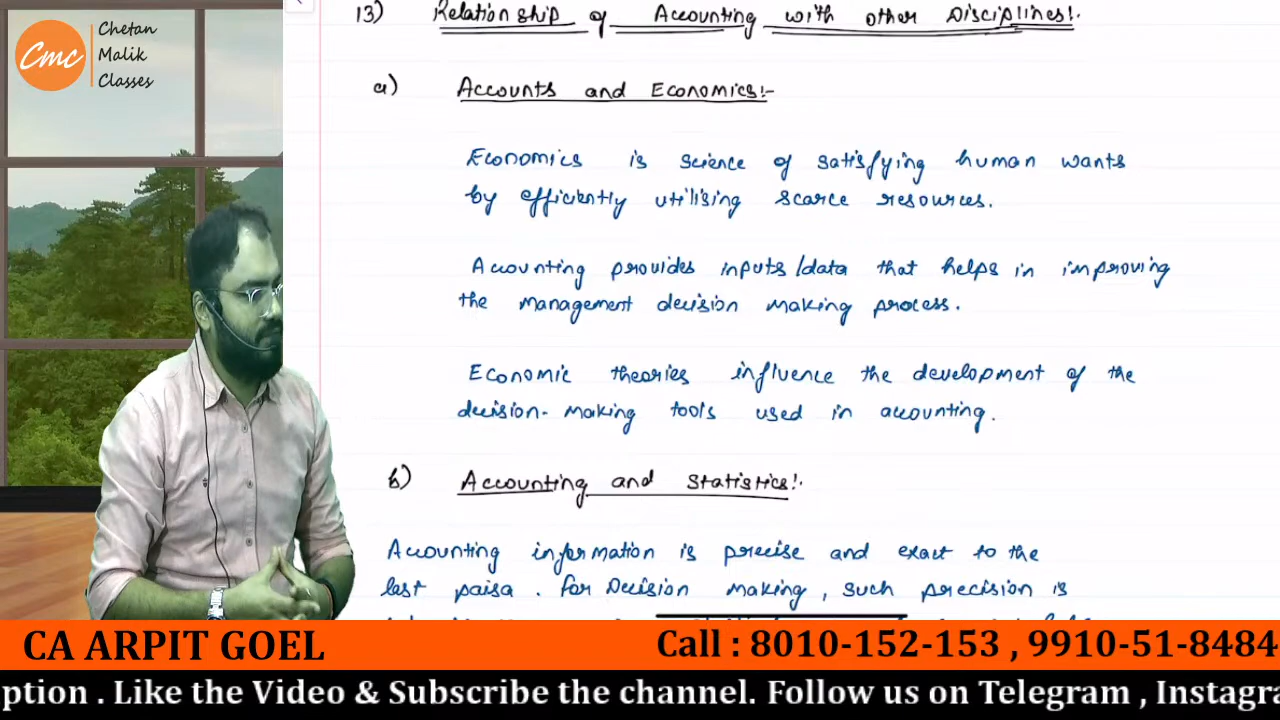 Cmc
Chetan
Malik
Classes
13) Relationship of Accounting with other Disciplines!.
a) Accounts and Economics:-
Economics is science of satisfying human wants
by efficiently utilising scarce resources.
Accounting provides inputs/data that helps in improving
the management decision making process.
Economic theories influence the development of the
decision-making tools used in accounting.
b) Accounting and Statistics!.
Accounting information is precise and exact to the
last paisa. For Decision making, such precision is
CA ARPIT GOEL
Call : 8010-152-153 , 9910-51-8484
ption . Like the Video & Subscribe the channel. Follow us on Telegram , Instagra